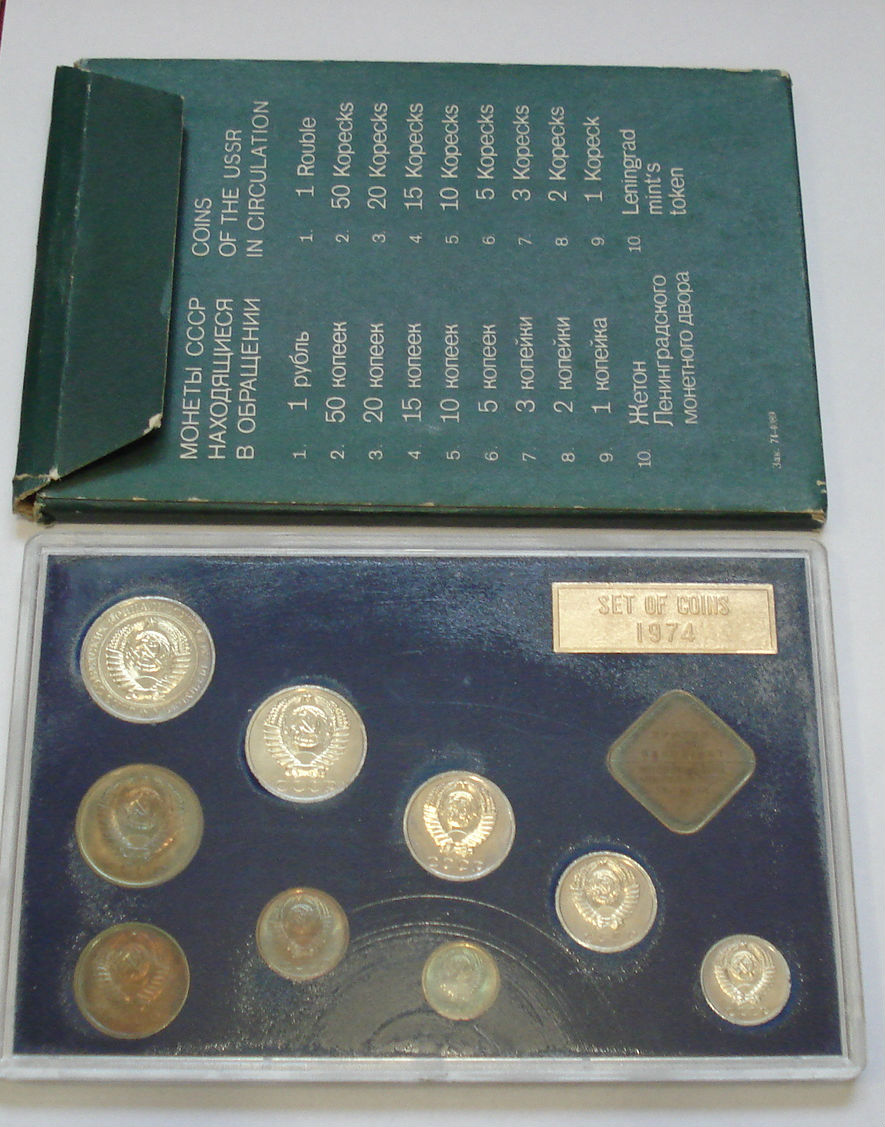 МОНЕТЫ СССР
НАХОДЯЩИЕСЯ
В ОБРАЩЕНИИ
1. 1 рубль
2. 50 копеек
3. 20 копеек
4. 15 копеек
5. 10 копеек
6. 5 копеек
7. 3 копейки
8. 2 копейки
9. 1 копейка
10. Жетон
Ленинградского
монетного двора
COINS
OF THE USSR
IN CIRCULATION
1. 1 Rouble
2. 50 Kopecks
3. 20 Kopecks
4. 15 Kopecks
5. 10 Kopecks
6. 5 Kopecks
7. 3 Kopecks
8. 2 Kopecks
9. 1 Kopeck
10. Leningrad
mint's
token
Зак.
SET OF COINS
1974
СССР
СССР